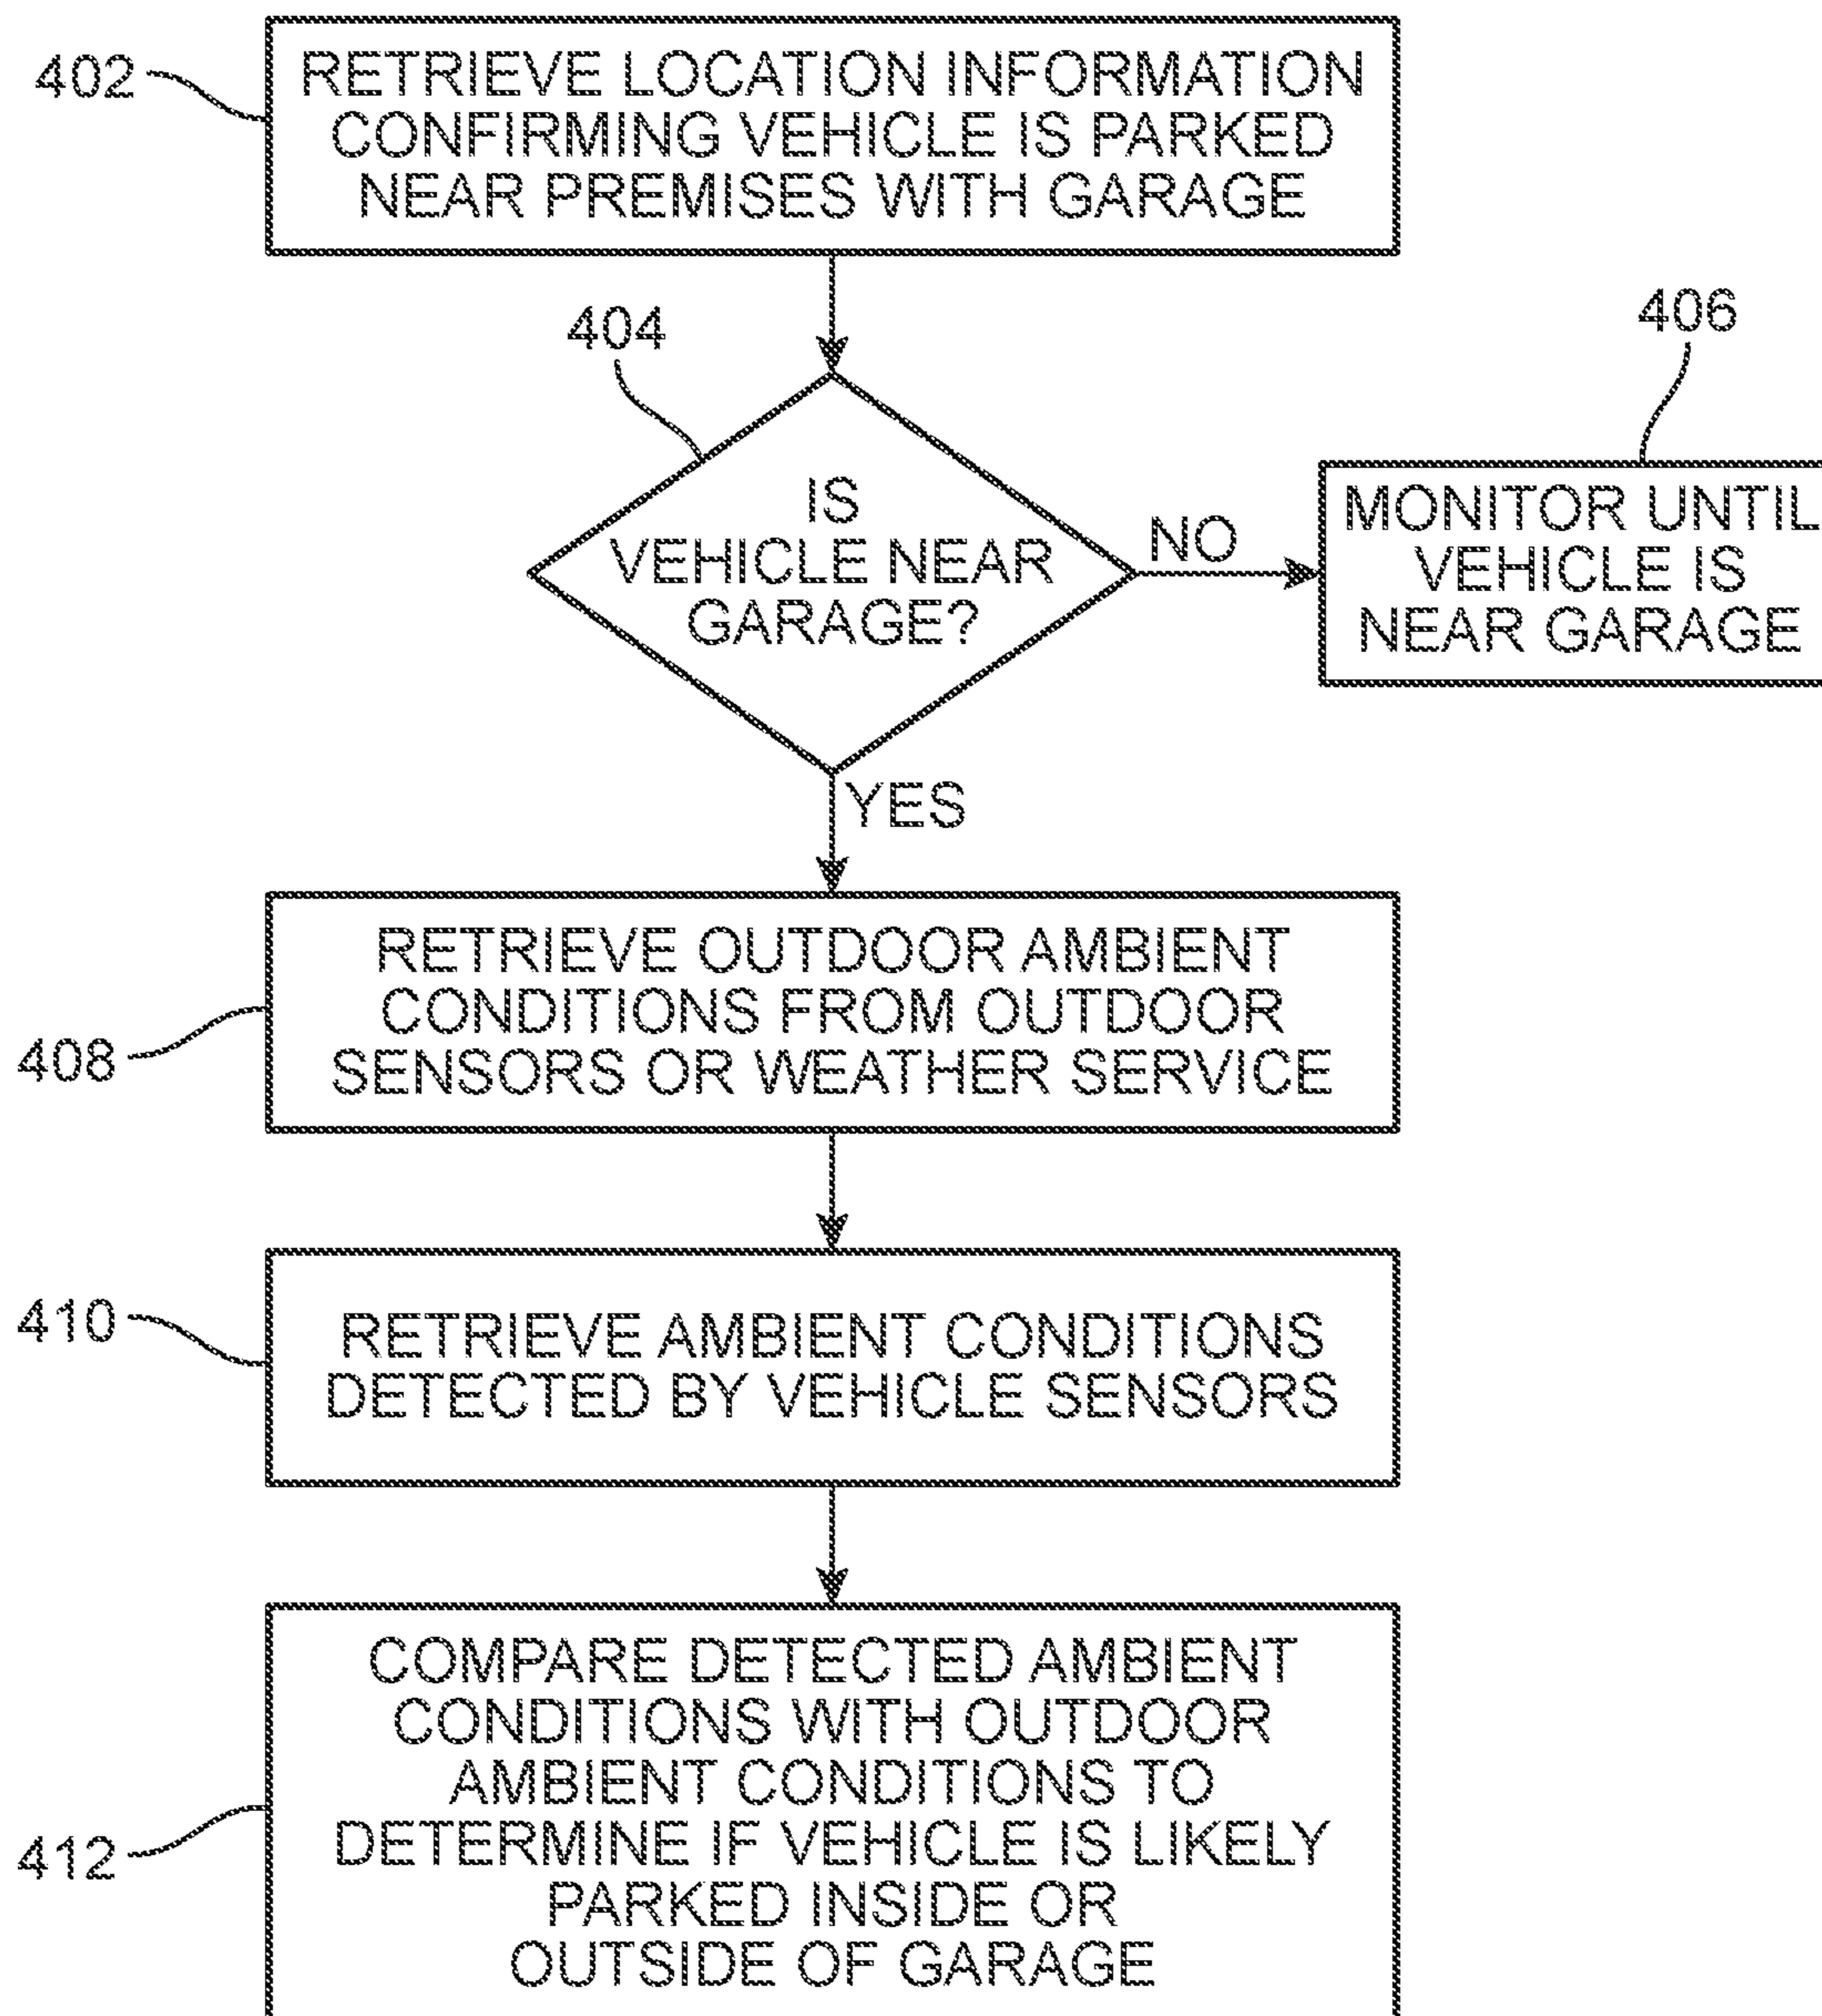 402
RETRIEVE LOCATION INFORMATION
CONFIRMING VEHICLE IS PARKED
NEAR PREMISES WITH GARAGE
404
406
IS
VEHICLE NEAR
GARAGE?
NO
MONITOR UNTIL
VEHICLE IS
NEAR GARAGE
YES
408
RETRIEVE OUTDOOR AMBIENT
CONDITIONS FROM OUTDOOR
SENSORS OR WEATHER SERVICE
410
RETRIEVE AMBIENT CONDITIONS
DETECTED BY VEHICLE SENSORS
412
COMPARE DETECTED AMBIENT
CONDITIONS WITH OUTDOOR
AMBIENT CONDITIONS TO
DETERMINE IF VEHICLE IS LIKELY
PARKED INSIDE OR
OUTSIDE OF GARAGE